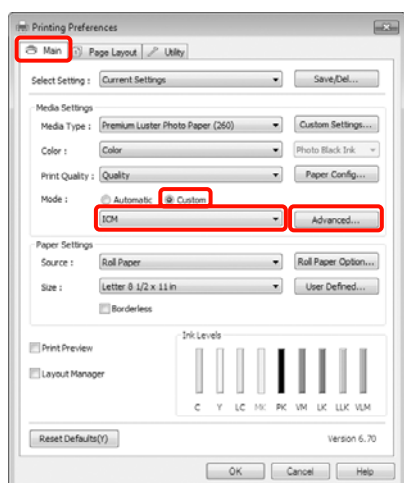 Printing Preferences
Main Page Layout Utility
Select Setting : Current Settings Save/Del...
Media Settings
Media Type : Premium Luster Photo Paper (260) Custom Settings...
Color : Color Photo Black Ink
Print Quality : Quality Paper Config...
Mode : Automatic Custom
ICM Advanced...
Paper Settings
Source : Roll Paper Roll Paper Option...
Size : Letter 8 1/2 x 11 in User Defined...
Borderless
Ink Levels
Print Preview
Layout Manager
C Y LC MK PK VM LK LLK VLM
Reset Defaults(Y) Version 6.70
OK Cancel Help